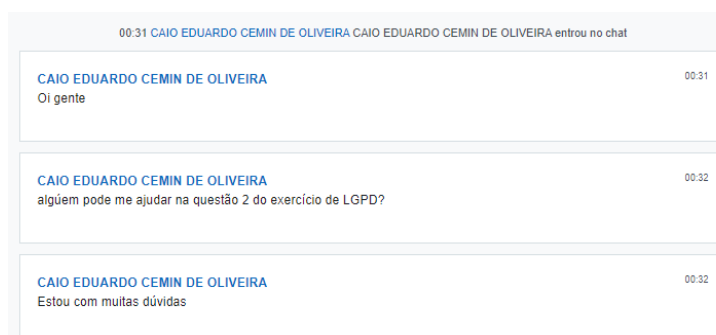 00:31 CAIO EDUARDO CEMIN DE OLIVEIRA CAIO EDUARDO CEMIN DE OLIVEIRA entrou no chat
CAIO EDUARDO CEMIN DE OLIVEIRA 00:31
Oi gente
CAIO EDUARDO CEMIN DE OLIVEIRA 00:32
algúem pode me ajudar na questão 2 do exercício de LGPD?
CAIO EDUARDO CEMIN DE OLIVEIRA 00:32
Estou com muitas dúvidas